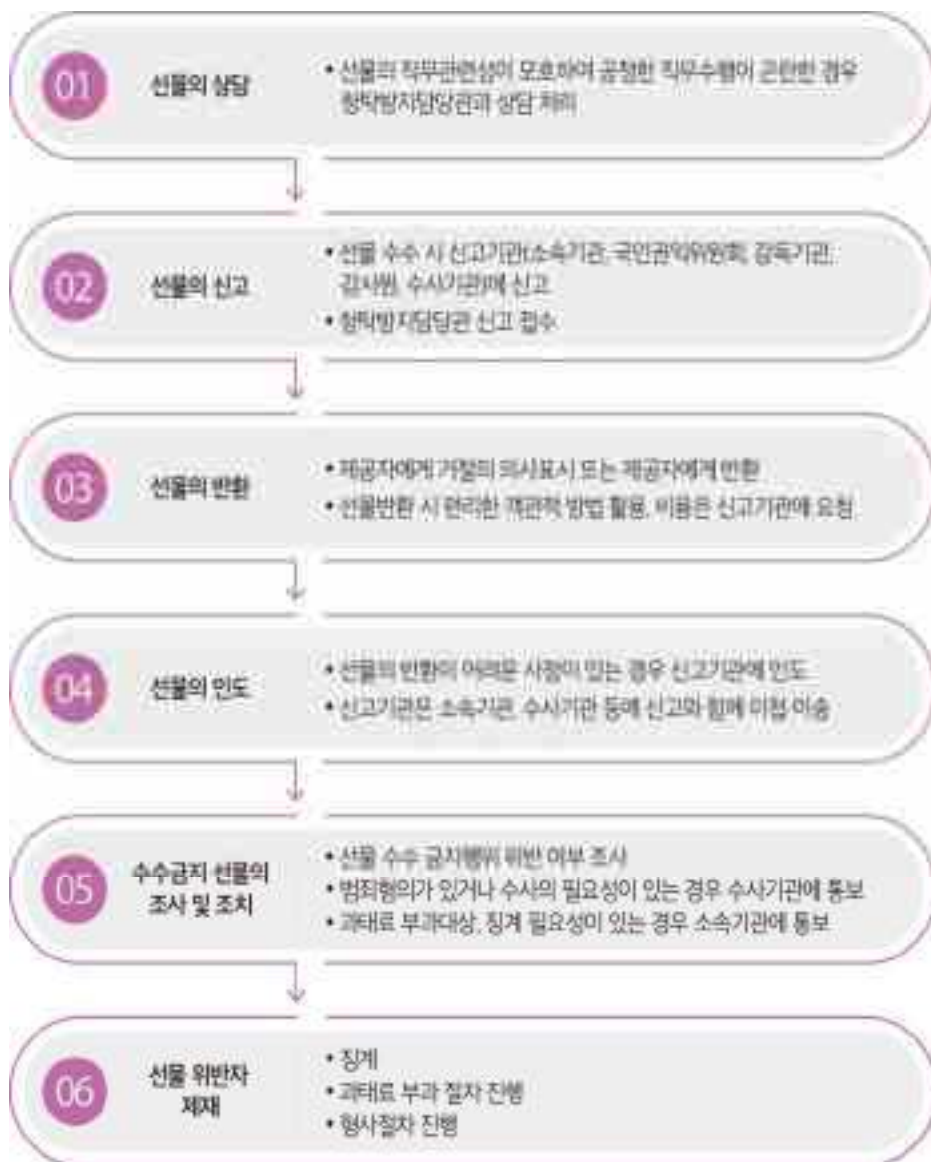 01
선물의 상담
• 선물의 직무관련성이 모호하여 공정한 직무수행이 곤란한 경우
청탁방지담당관과 상담 처리
02
선물의 신고
• 선물 수수 시 신고기관(소속기관, 국민권익위원회, 감독기관,
감사원, 수사기관)에 신고
• 청탁방지담당관 신고 접수
03
선물의 반환
• 제공자에게 거절의 의사표시 또는 제공자에게 반환
• 선물반환 시 편리한 객관적 방법 활용, 비용은 신고기관에 요청
04
선물의 인도
• 선물의 반환이 어려운 사정이 있는 경우 신고기관에 인도
• 신고기관은 소속기관, 수사기관 등에 신고와 함께 이첩·이송
05
수수금지 선물의
조사 및 조치
• 선물 수수 금지행위 위반 여부 조사
• 범죄혐의가 있거나 수사의 필요성이 있는 경우 수사기관에 통보
• 과태료 부과대상, 징계 필요성이 있는 경우 소속기관에 통보
06
선물 위반자
제재
• 징계
• 과태료 부과 절차 진행
• 형사절차 진행